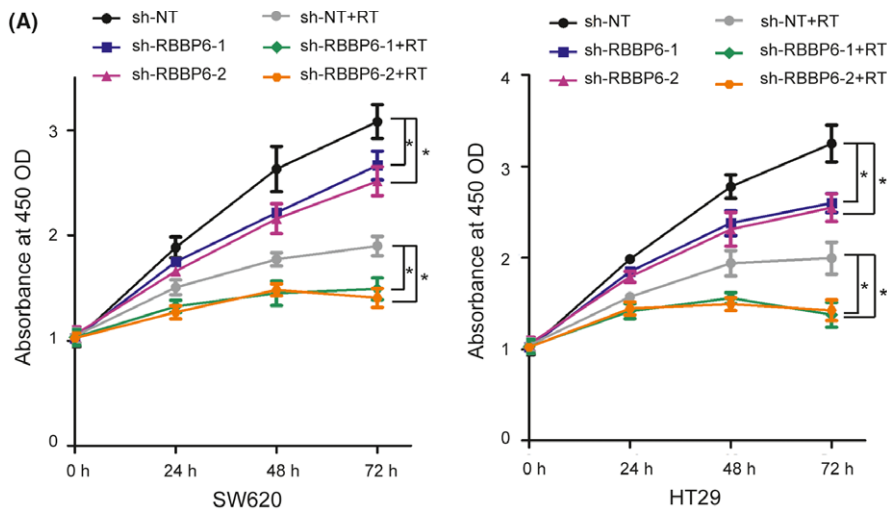 (A)
sh-NT sh-NT+RT
sh-RBBP6-1 sh-RBBP6-1+RT
sh-RBBP6-2 sh-RBBP6-2+RT
Absorbance at 450 OD
3
2
1
0
* *
* *
0 h 24 h 48 h 72 h
SW620
sh-NT sh-NT+RT
sh-RBBP6-1 sh-RBBP6-1+RT
sh-RBBP6-2 sh-RBBP6-2+RT
Absorbance at 450 OD
4
3
2
1
0
* *
* *
0 h 24 h 48 h 72 h
HT29